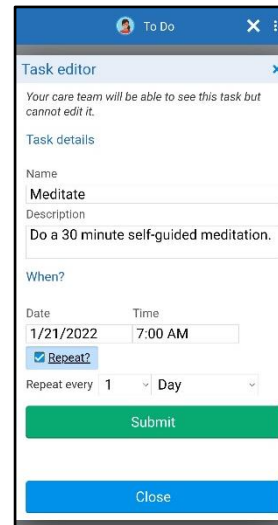 To Do
Task editor
Your care team will be able to see this task but
cannot edit it.
Task details
Name
Meditate
Description
Do a 30 minute self-guided meditation.
When?
Date Time
1/21/2022 7:00 AM
Repeat?
Repeat every 1 Day
Submit
Close